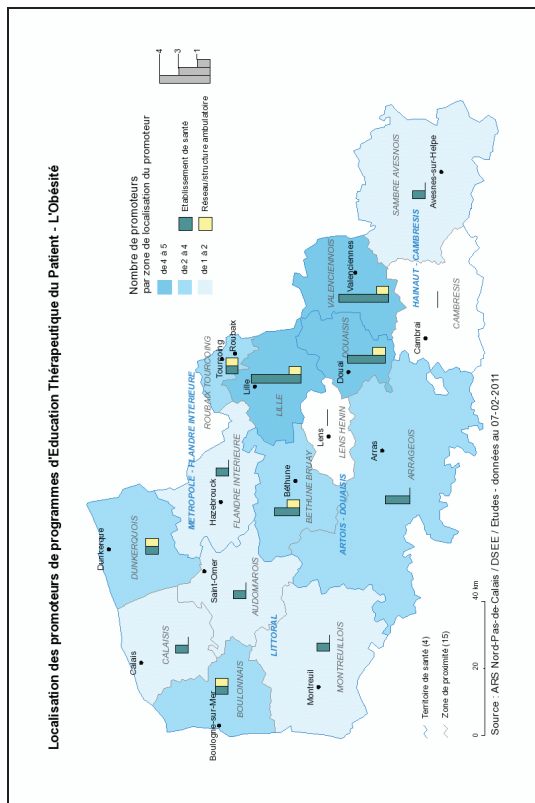 Localisation des promoteurs de programmes d'Education Thérapeutique du Patient - L'Obésité
Nombre de promoteurs
par zone de localisation du promoteur
de 4 à 5
de 2 à 4
de 1 à 2
Etablissement de santé
Réseau/structure ambulatoire
4
3
1
Dunkerque
DUNKERQUOIS
Calais
CALAISIS
METROPOLE - FLANDRE INTERIEURE
ROUBAIX TOURCOING
Tourcoing
Roubaix
Hazebrouck
FLANDRE INTERIEURE
Lille
LILLE
Saint-Omer
AUDOMAROIS
Boulogne-sur-Mer
BOULONNAIS
LITTORAL
Béthune
BETHUNE BRUAY
Lens
LENS HENIN
Douai
DOUAISIS
VALENCIENNOIS
Valenciennes
Montreuil
MONTREUILLOIS
ARTOIS - DOUAISIS
Arras
ARRAGEOIS
Cambrai
CAMBRESIS
HAINAUT - CAMBRESIS
SAMBRE AVESNOIS
Avesnes-sur-Helpe
Territoire de santé (4)
Zone de proximité (15)
0 20 40 km
Source : ARS Nord-Pas-de-Calais / DSEE / Etudes - données au 07-02-2011